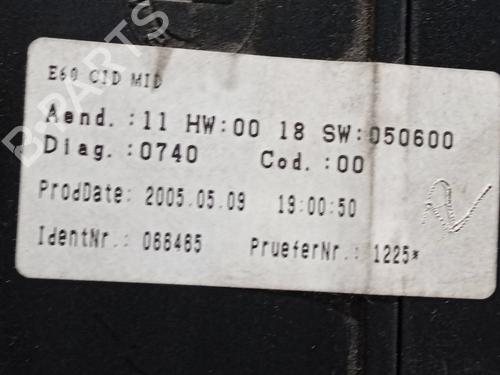 E60 CID MID
Aend.:11 HW:00 18 SW:050600
Diag.:0740 Cod.:00
ProdDate: 2005.05.09 19:00:50
IdentNr.: 066465 PrueferNr.: 1225*
B-PARTS